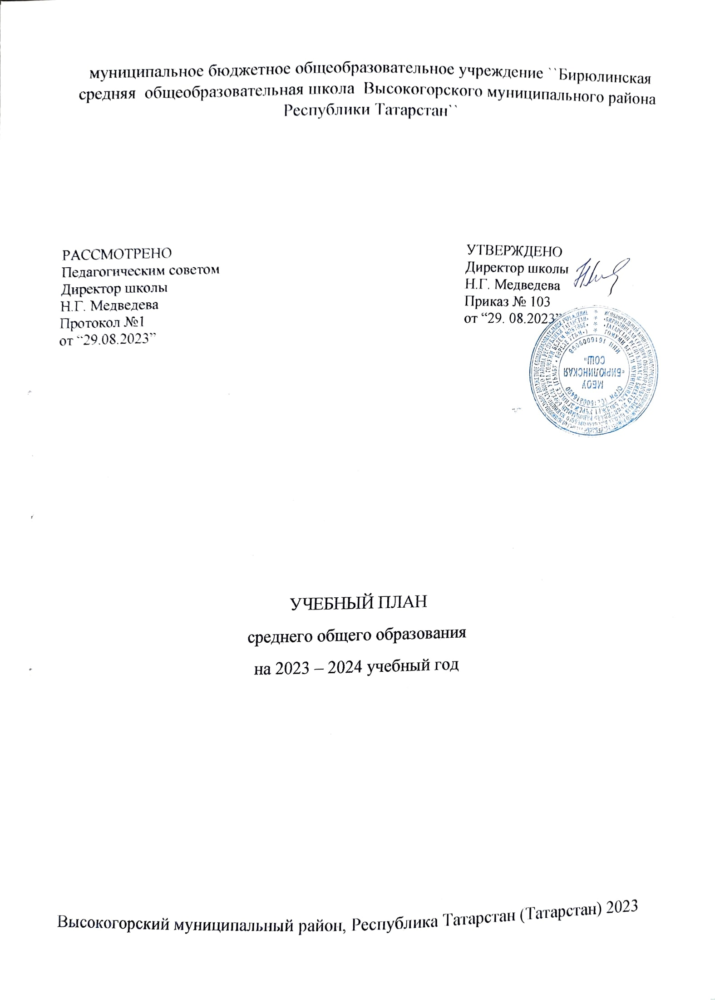 муниципальное бюджетное общеобразовательное учреждение ``Бирюлинская
средняя общеобразовательная школа Высокогорского муниципального района
Республики Татарстан``
РАССМОТРЕНО
Педагогическим советом
Директор школы
Н.Г. Медведева
Протокол №1
от “29.08.2023”
УТВЕРЖДЕНО
Директор школы
Н.Г. Медведева
Приказ № 103
от “29. 08.2023”
МБОУ
«БИРЮЛИНСКАЯ
СОШ»
УЧЕБНЫЙ ПЛАН
среднего общего образования
на 2023 – 2024 учебный год
Высокогорский муниципальный район, Республика Татарстан (Татарстан) 2023